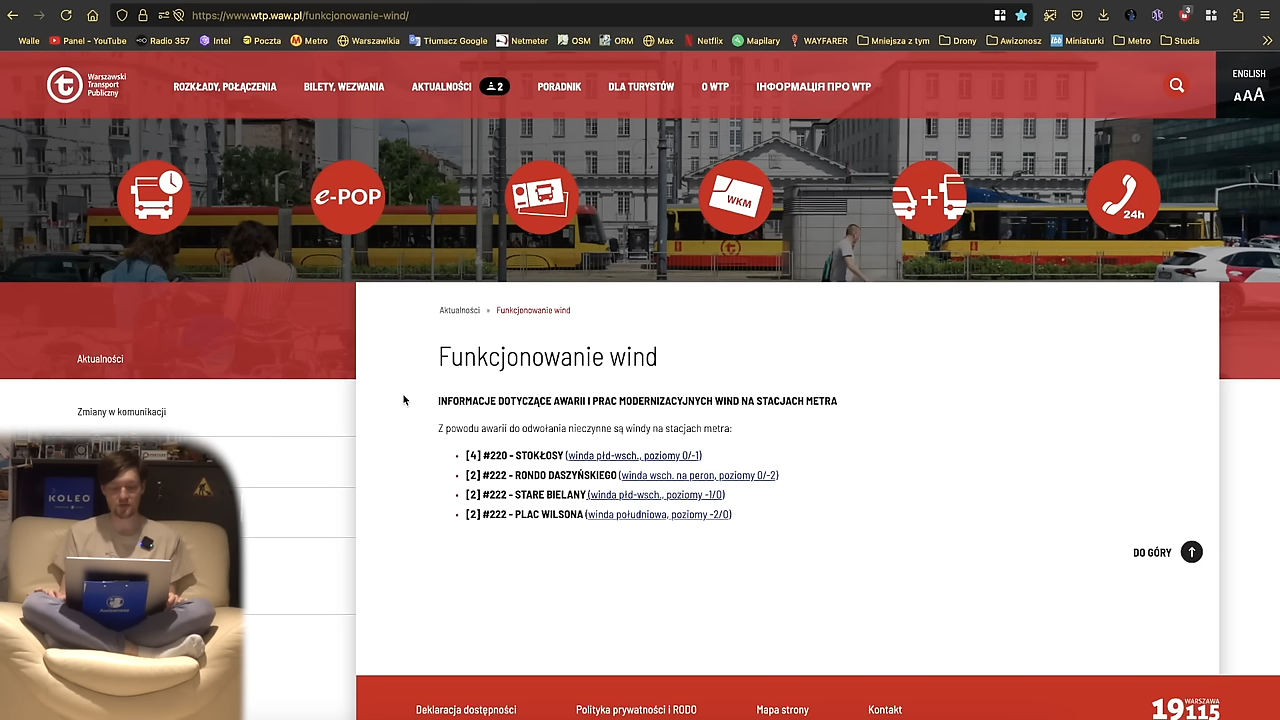 https://www.wtp.waw.pl/funkcjonowanie-wind/
3
Walle Panel - YouTube Radio 357 Intel Poczta Metro Warszawikia Tłumacz Google Netmeter OSM ORM Max Netflix Mapilary WAYFARER Mniejsza z tym Drony Awizonosz Miniaturki Metro Studia
Warszawski
Transport
Publiczny
ROZKŁADY, POŁĄCZENIA BILETY, WEZWANIA AKTUALNOŚCI 2 PORADNIK DLA TURYSTÓW O WTP ІНФОРМАЦІЯ ПРО WTP
ENGLISH
AAA
e-POP
WKM
+
24h
Aktualności » Funkcjonowanie wind
Funkcjonowanie wind
Aktualności
INFORMACJE DOTYCZĄCE AWARII I PRAC MODERNIZACYJNYCH WIND NA STACJACH METRA
Zmiany w komunikacji
Z powodu awarii do odwołania nieczynne są windy na stacjach metra:
• [4] #220 - STOKŁOSY (winda płd-wsch., poziomy 0/-1)
• [2] #222 - RONDO DASZYŃSKIEGO (winda wsch. na peron, poziomy 0/-2)
• [2] #222 - STARE BIELANY (winda płd-wsch., poziomy -1/0)
• [2] #222 - PLAC WILSONA (winda południowa, poziomy -2/0)
KOLEO
DO GÓRY
Deklaracja dostępności Polityka prywatności i RODO Mapa strony Kontakt
WARSZAWA
19115